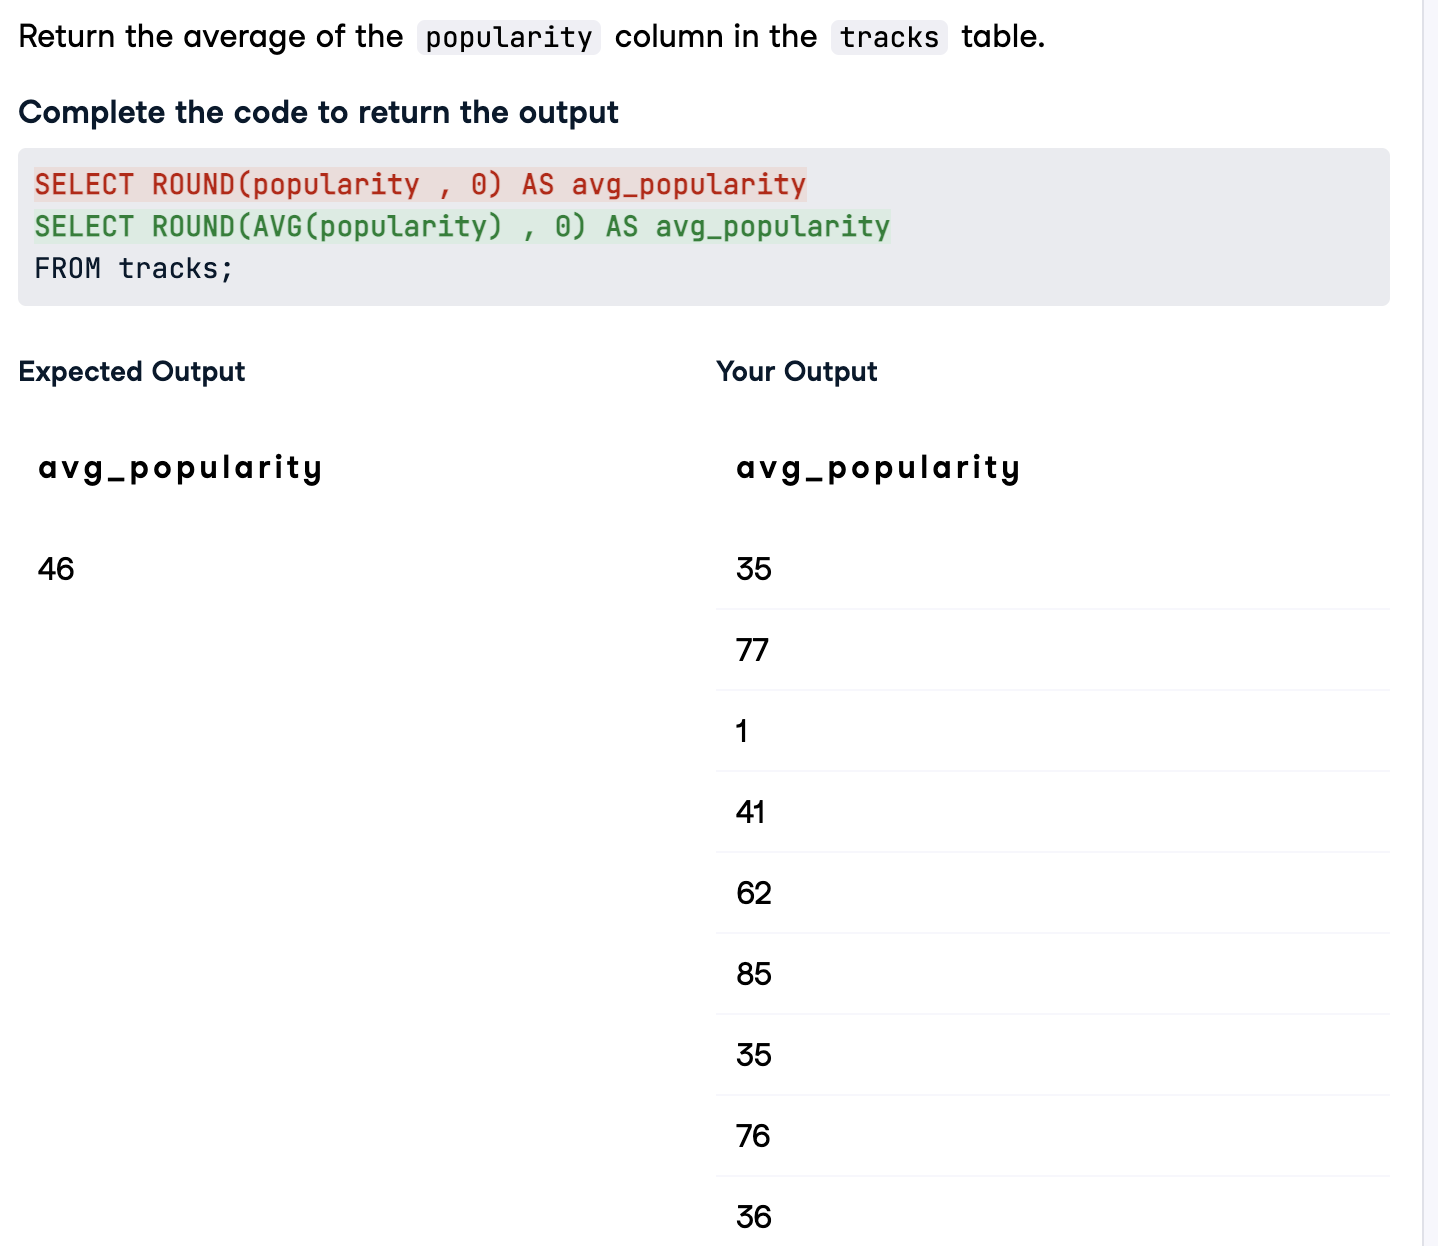 Return the average of the popularity column in the tracks table.
Complete the code to return the output
SELECT ROUND(popularity , 0) AS avg_popularity
SELECT ROUND(AVG(popularity) , 0) AS avg_popularity
FROM tracks;
Expected Output
avg_popularity
46
Your Output
avg_popularity
35
77
1
41
62
85
35
76
36